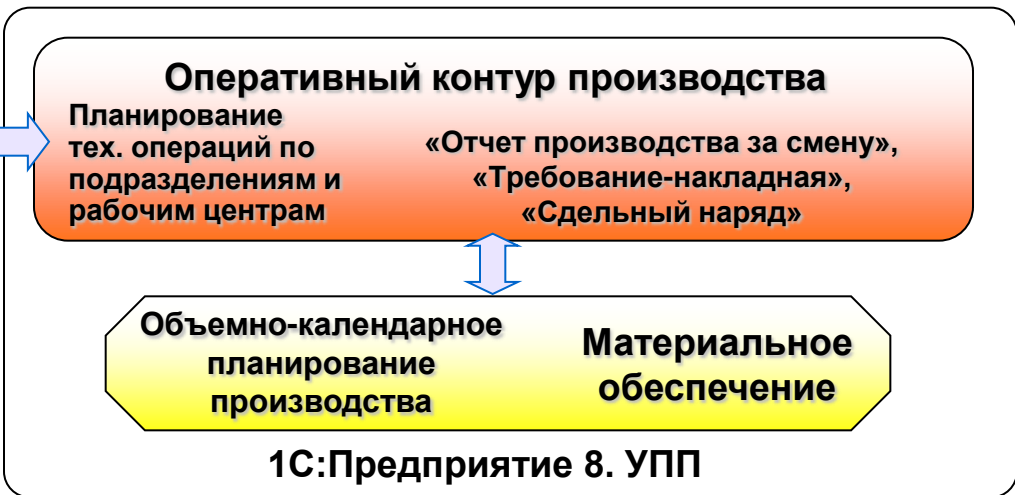 Оперативный контур производства
Планирование
тех. операций по
подразделениям и
рабочим центрам
«Отчет производства за смену»,
«Требование-накладная»,
«Сдельный наряд»
Объемно-календарное
планирование
производства
Материальное
обеспечение
1С:Предприятие 8. УПП